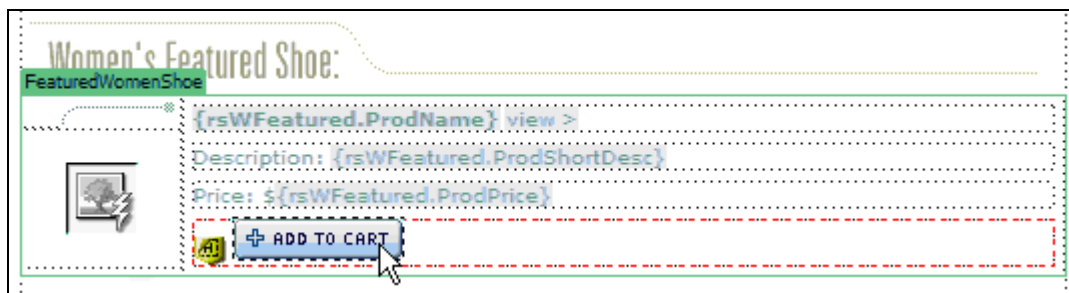 Women's Featured Shoe:
FeaturedWomenShoe
{rsWFeatured.ProdName} view >
Description: {rsWFeatured.ProdShortDesc}
Price: ${rsWFeatured.ProdPrice}
ADD TO CART